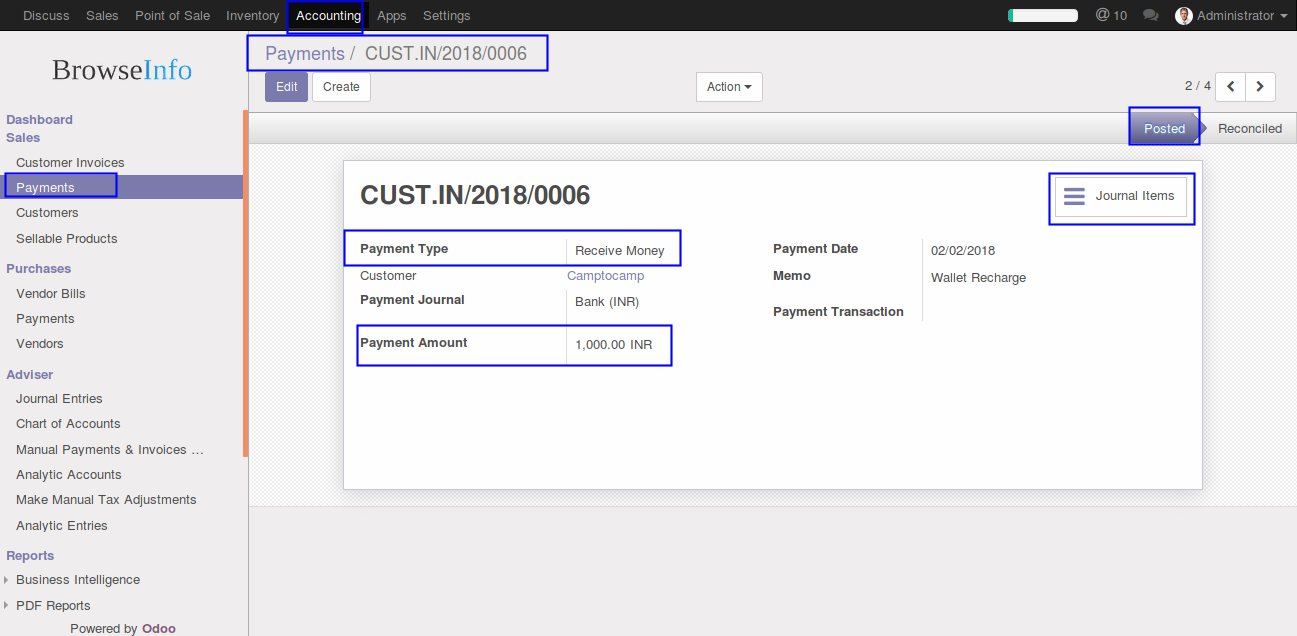 Discuss Sales Point of Sale Inventory Accounting Apps Settings @ 10 Administrator
BrowseInfo
Payments / CUST.IN/2018/0006
Edit Create Action 2 / 4
Posted Reconciled
Dashboard
Sales
Customer Invoices
Payments
Customers
Sellable Products
Purchases
Vendor Bills
Payments
Vendors
Adviser
Journal Entries
Chart of Accounts
Manual Payments & Invoices ...
Analytic Accounts
Make Manual Tax Adjustments
Analytic Entries
Reports
Business Intelligence
PDF Reports
Powered by Odoo
CUST.IN/2018/0006
Journal Items
Payment Type Receive Money
Customer Camptocamp
Payment Journal Bank (INR)
Payment Amount 1,000.00 INR
Payment Date 02/02/2018
Memo Wallet Recharge
Payment Transaction